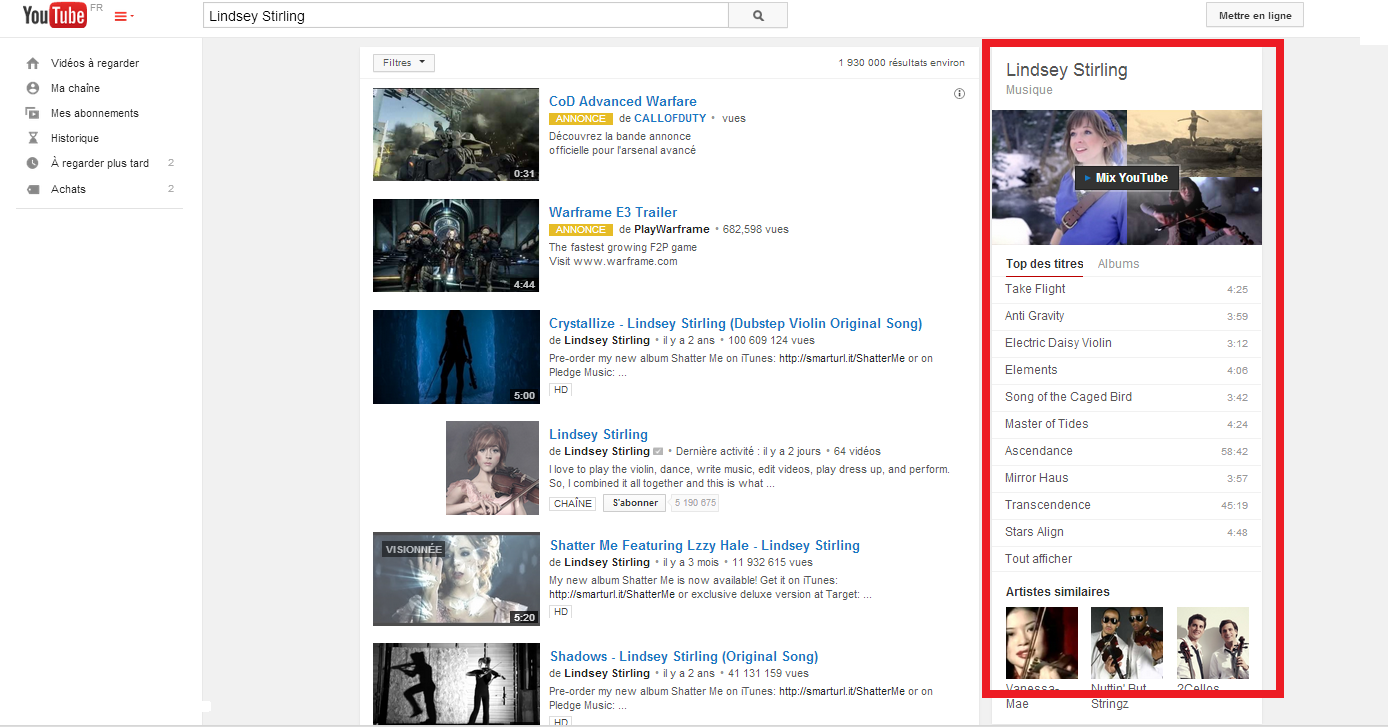 YouTube FR
Lindsey Stirling
Mettre en ligne
Vidéos à regarder
Ma chaîne
Mes abonnements
Historique
À regarder plus tard 2
Achats 2
Filtres
1 930 000 résultats environ
0:31
CoD Advanced Warfare
ANNONCE de CALLOFDUTY • vues
Découvrez la bande annonce
officielle pour l'arsenal avancé
4:44
Warframe E3 Trailer
ANNONCE de PlayWarframe • 682,598 vues
The fastest growing F2P game
Visit www.warframe.com
5:00
Crystallize - Lindsey Stirling (Dubstep Violin Original Song)
de Lindsey Stirling • il y a 2 ans • 100 609 124 vues
Pre-order my new album Shatter Me on iTunes: http://smarturl.it/ShatterMe or on
Pledge Music: ...
HD
Lindsey Stirling
de Lindsey Stirling • Dernière activité : il y a 2 jours • 64 vidéos
I love to play the violin, dance, write music, edit videos, play dress up, and perform.
So, I combined it all together and this is what ...
CHAÎNE S'abonner 5 190 675
VISIONNÉE
5:20
Shatter Me Featuring Lzzy Hale - Lindsey Stirling
de Lindsey Stirling • il y a 3 mois • 11 932 615 vues
My new album Shatter Me is now available! Get it on iTunes:
http://smarturl.it/ShatterMe or exclusive deluxe version at Target: ...
HD
Shadows - Lindsey Stirling (Original Song)
de Lindsey Stirling • il y a 2 ans • 41 131 159 vues
Pre-order my new album Shatter Me on iTunes: http://smarturl.it/ShatterMe or on
Pledge Music: ...
HD
Lindsey Stirling
Musique
Mix YouTube
Top des titres Albums
Take Flight 4:25
Anti Gravity 3:59
Electric Daisy Violin 3:12
Elements 4:06
Song of the Caged Bird 3:42
Master of Tides 4:24
Ascendance 58:42
Mirror Haus 3:57
Transcendence 45:19
Stars Align 4:48
Tout afficher
Artistes similaires
Vanessa-
Mae
Nuttin' But
Stringz
2Cellos